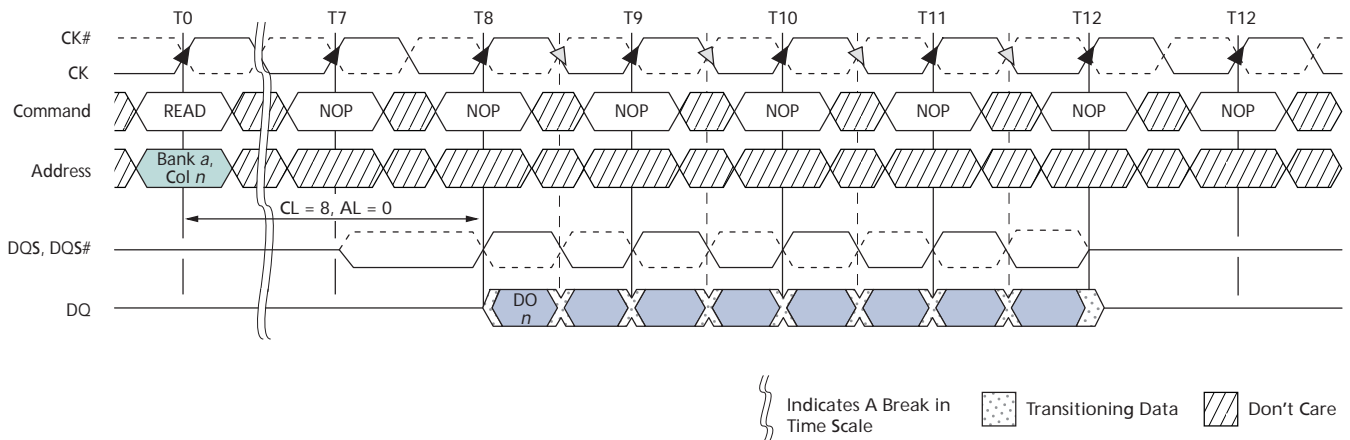 T0 T7 T8 T9 T10 T11 T12 T12
CK#
CK
Command READ NOP NOP NOP NOP NOP NOP NOP
Address Bank a,
Col n
CL = 8, AL = 0
DQS, DQS#
DQ DO
n
Indicates A Break in
Time Scale
Transitioning Data
Don't Care